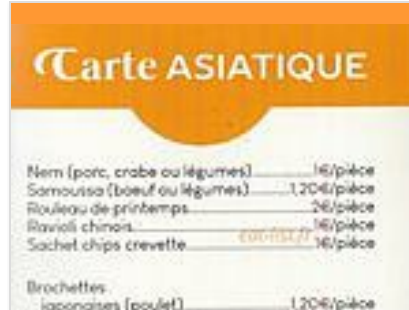 Carte ASIATIQUE
Nem (porc, crabe ou légumes) 1€/pièce
Samoussa (boeuf ou légumes) 1,20€/pièce
Rouleau de printemps 2€/pièce
Ravioli chinois 1€/pièce
Sachet chips crevette 1€/pièce
Brochettes
japonaises (poulet) 1,20€/pièce